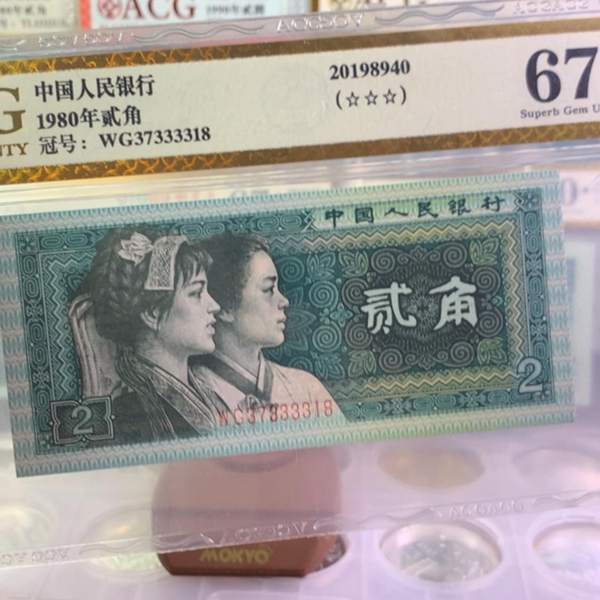 ACG
中国人民银行
1980年贰角
冠号: WG37333318
20198940
(☆☆☆)
67
Superb Gem U
中国人民银行
贰角
2
2
WG37333318
MOKYO